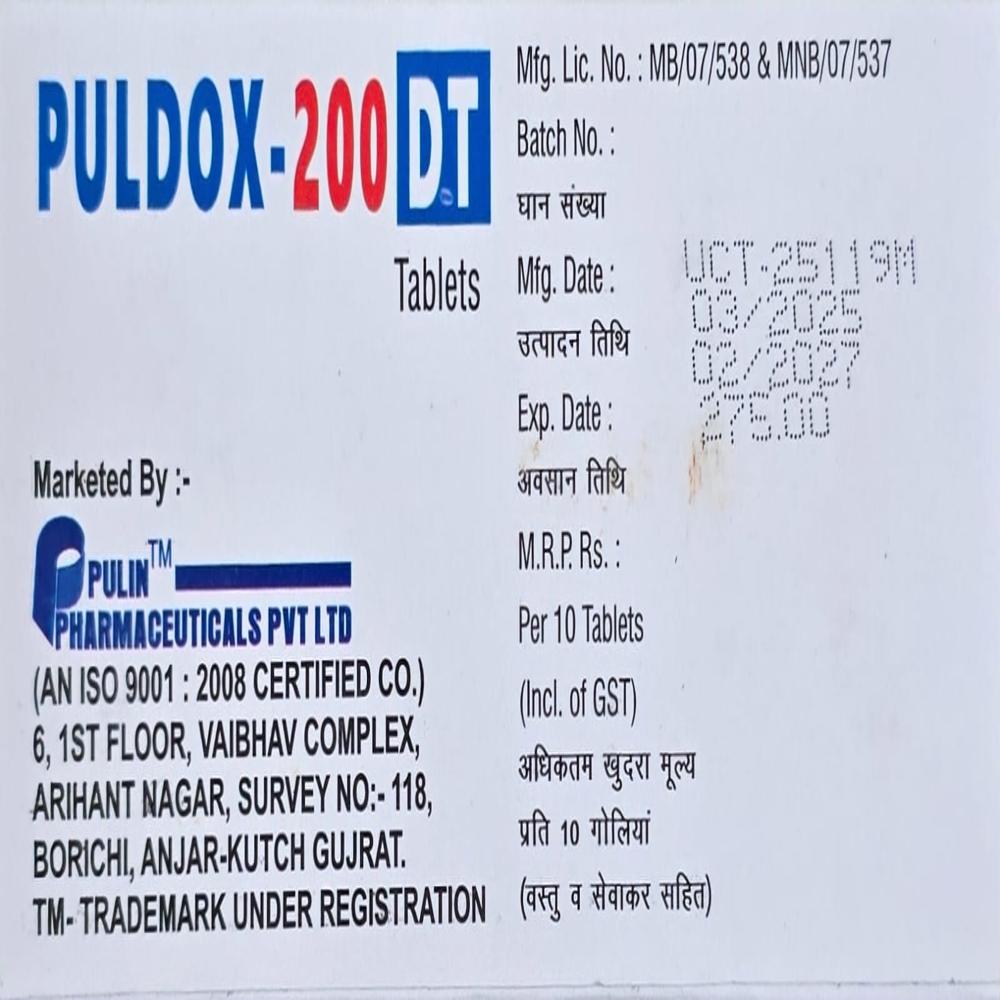 PULDOX-200 D.T
Tablets
Marketed By :-
PULIN™
PHARMACEUTICALS PVT LTD
(AN ISO 9001 : 2008 CERTIFIED CO.)
6, 1ST FLOOR, VAIBHAV COMPLEX,
ARIHANT NAGAR, SURVEY NO:- 118,
BORICHI, ANJAR-KUTCH GUJRAT.
TM- TRADEMARK UNDER REGISTRATION
Mfg. Lic. No. : MB/07/538 & MNB/07/537
Batch No. :
घान संख्या
Mfg. Date :
उत्पादन तिथि
Exp. Date :
अवसान तिथि
M.R.P. Rs. :
Per 10 Tablets
(Incl. of GST)
अधिकतम खुदरा मूल्य
प्रति 10 गोलियां
(वस्तु व सेवाकर सहित)
UCT-25119M
03/2025
02/2027
275.00